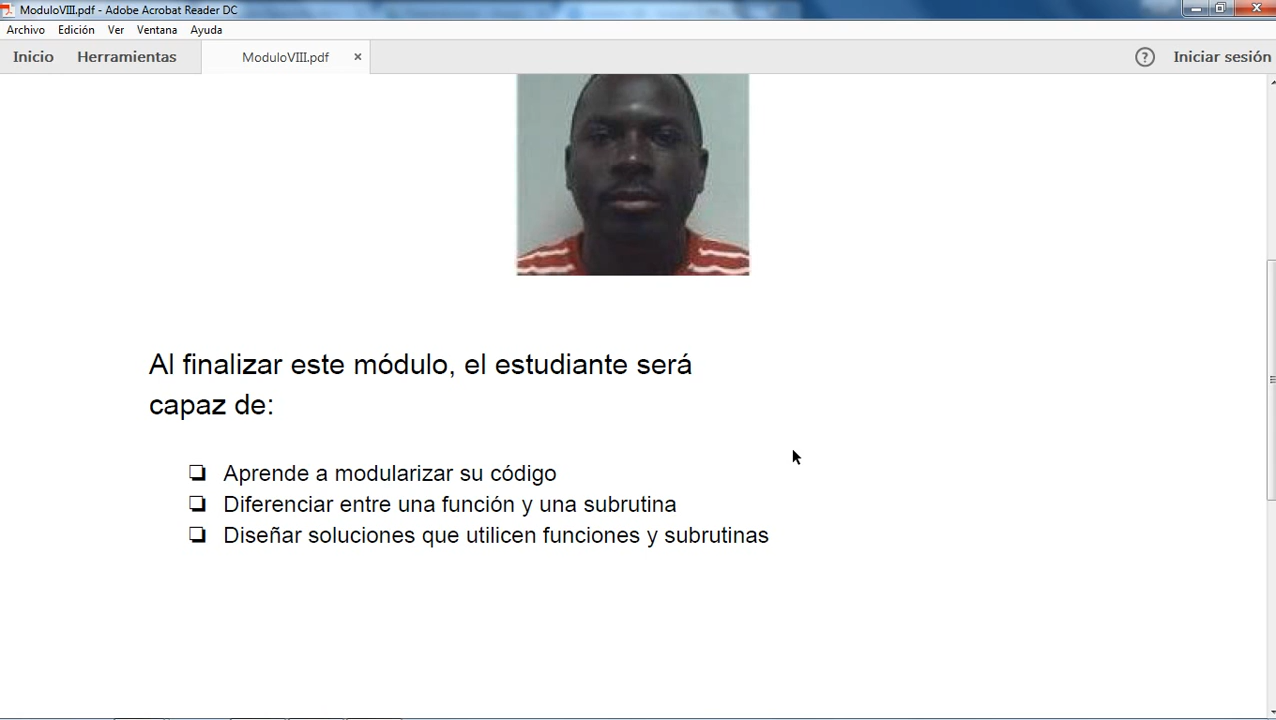 ModuloVIII.pdf - Adobe Acrobat Reader DC
Archivo Edición Ver Ventana Ayuda
Inicio Herramientas ModuloVIII.pdf × ? Iniciar sesión
Al finalizar este módulo, el estudiante será
capaz de:
❏ Aprende a modularizar su código
❏ Diferenciar entre una función y una subrutina
❏ Diseñar soluciones que utilicen funciones y subrutinas